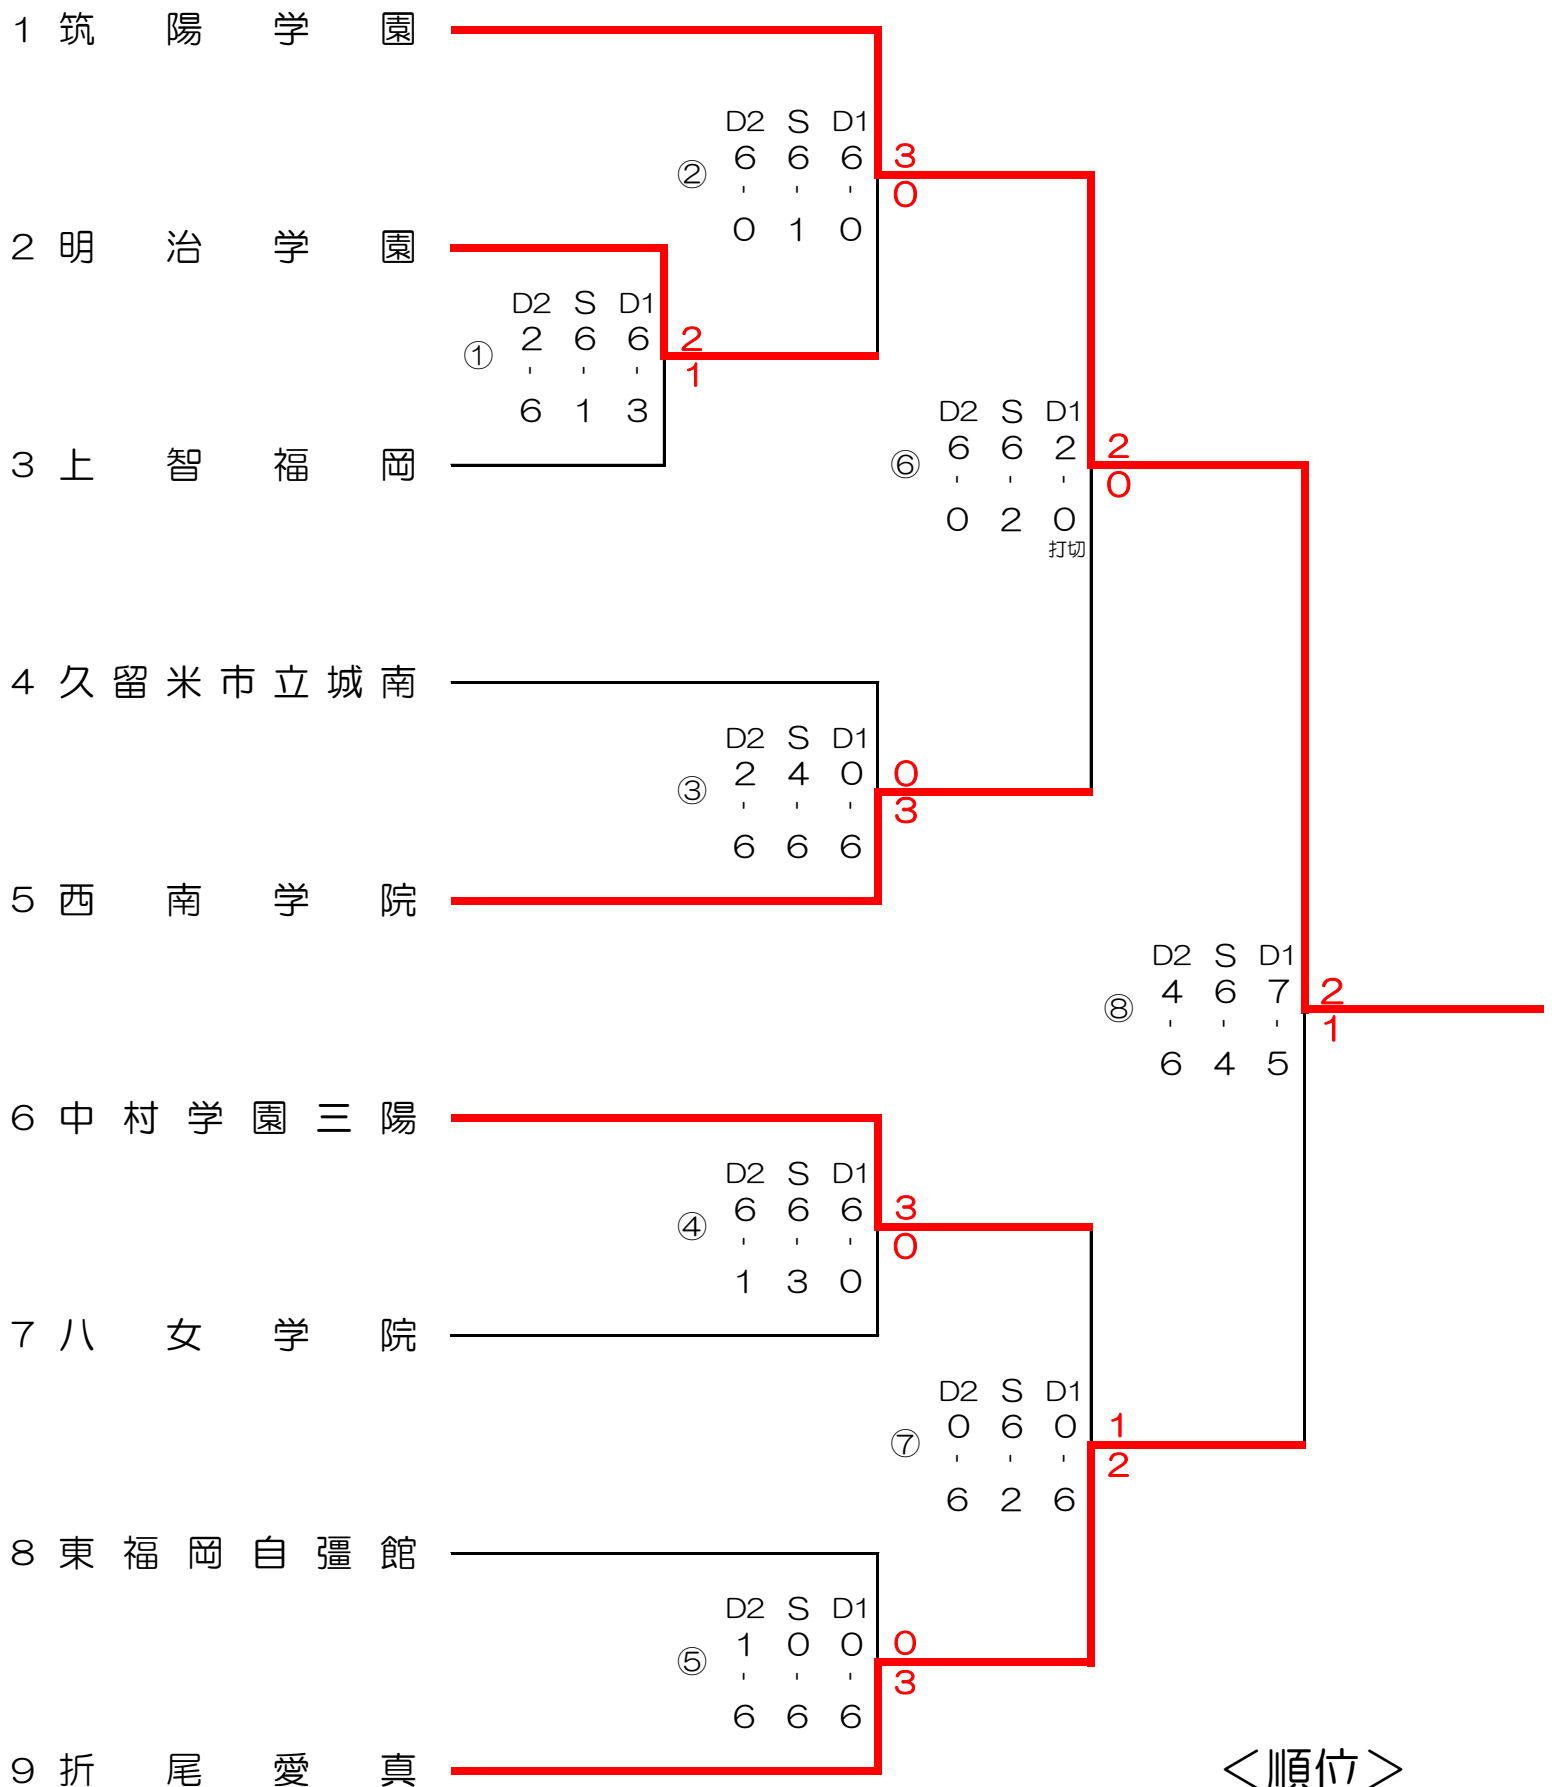 1 筑陽学園
D2 S D1
6 6 6 3
②
- - - 0
0 1 0
2 明治学園
D2 S D1
2 6 6 2
①
- - - 1
6 1 3
D2 S D1
6 6 2 2
3 上智福岡
⑥
- - - 0
0 2 0
打切
4 久留米市立城南
D2 S D1
2 4 0 0
③
- - - 3
6 6 6
5 西南学院
D2 S D1
4 6 7 2
⑧
- - - 1
6 4 5
6 中村学園三陽
D2 S D1
6 6 6 3
④
- - - 0
1 3 0
7 八女学院
D2 S D1
0 6 0 1
⑦
- - - 2
6 2 6
8 東福岡自彊館
D2 S D1
1 0 0 0
⑤
- - - 3
6 6 6
9 折尾愛真
＜順位＞